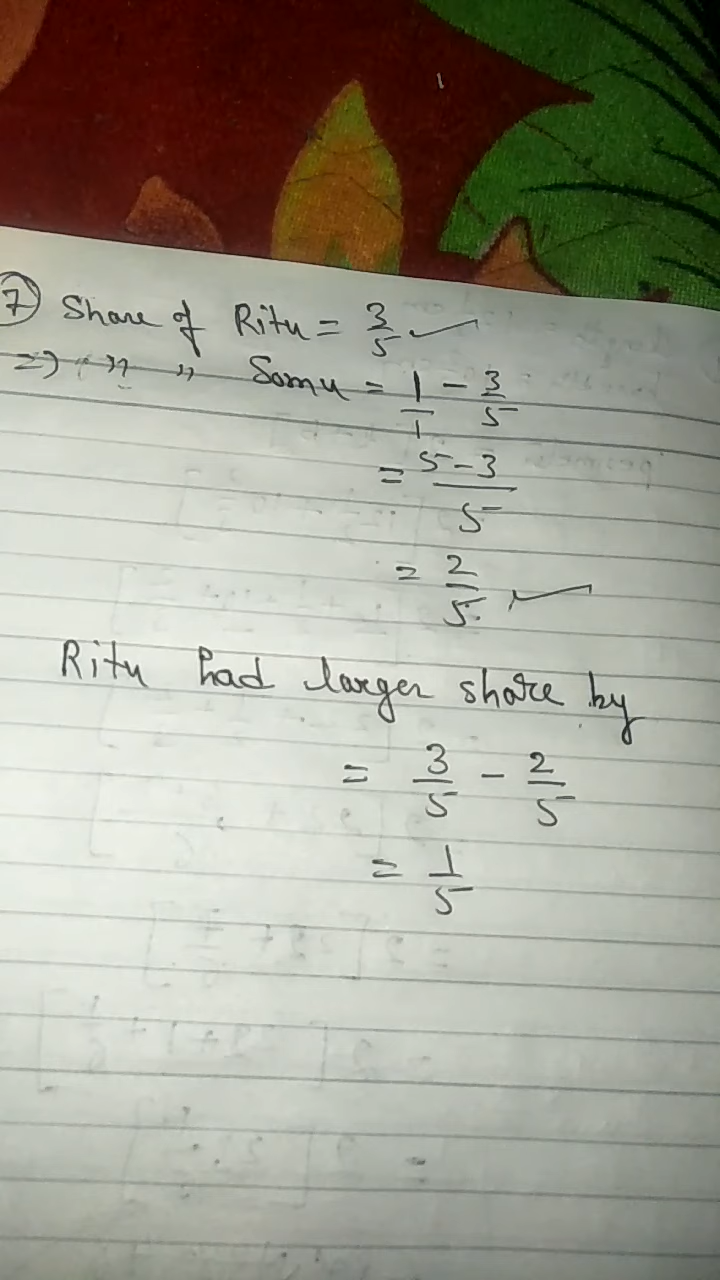 7 Share of Ritu = 3/5 ✓
=> " " Somu = 1/1 - 3/5
= 5-3/5
= 2/5 ✓
Ritu had larger share by
= 3/5 - 2/5
= 1/5